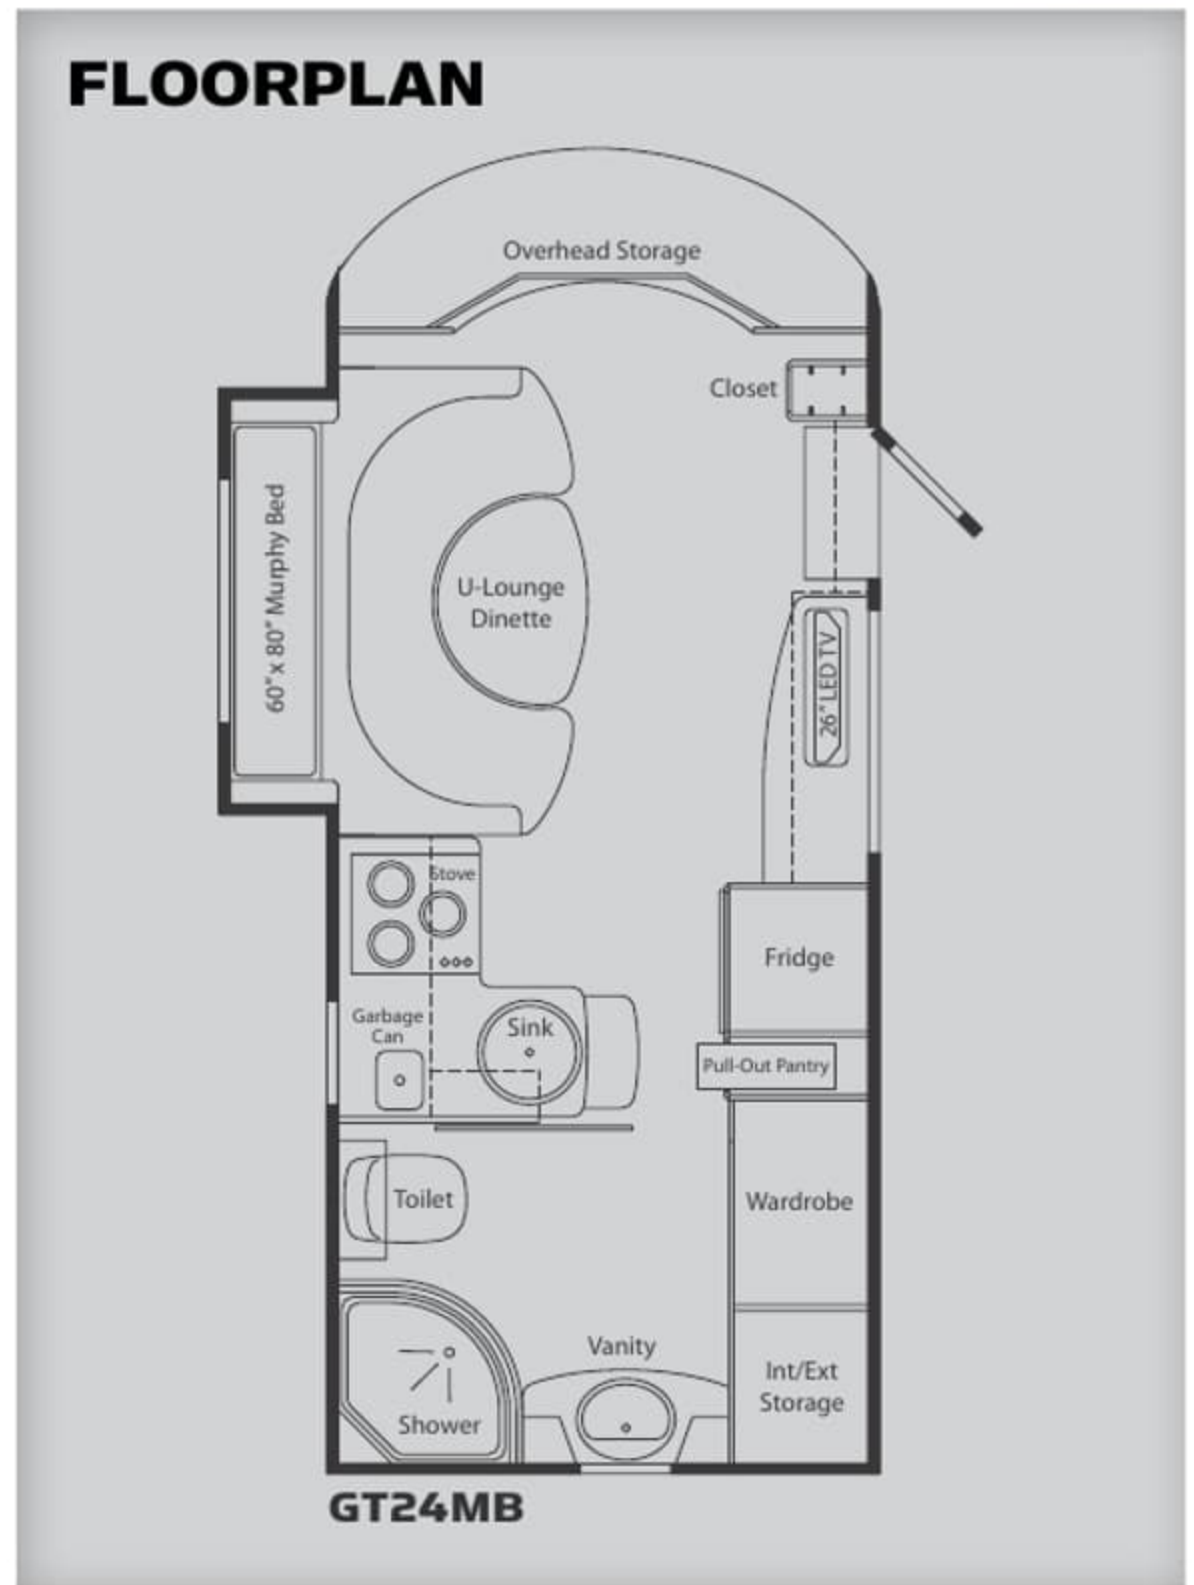 FLOORPLAN
Overhead Storage
Closet
60" x 80" Murphy Bed
U-Lounge
Dinette
26" LED TV
Stove
Fridge
Garbage
Can
Sink
Pull-Out Pantry
Toilet
Wardrobe
Vanity
Int/Ext
Storage
Shower
GT24MB